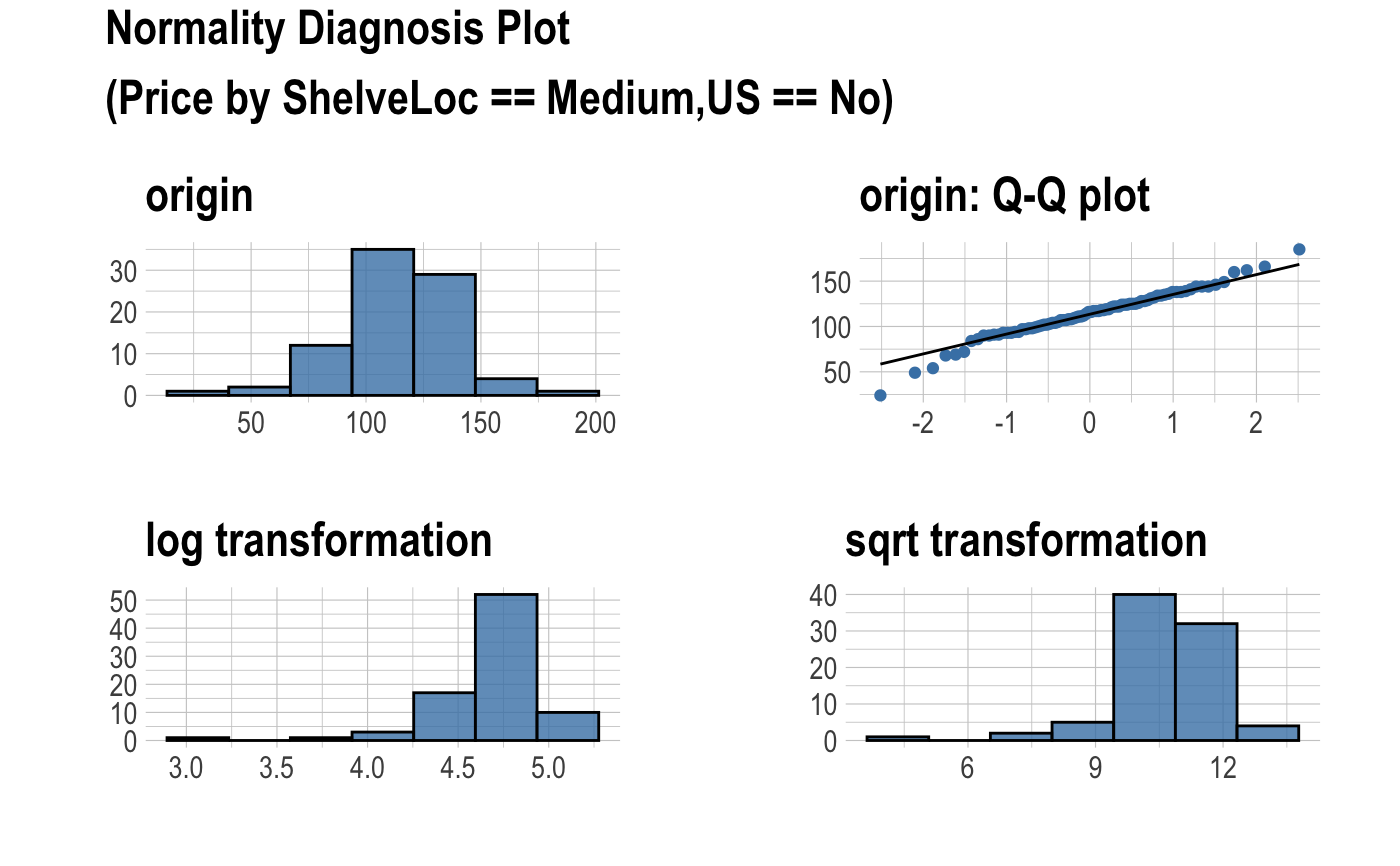 Normality Diagnosis Plot
(Price by ShelveLoc == Medium,US == No)
origin
30
20
10
0
50 100 150 200
origin: Q-Q plot
150
100
50
-2 -1 0 1 2
log transformation
50
40
30
20
10
0
3.0 3.5 4.0 4.5 5.0
sqrt transformation
40
30
20
10
0
6 9 12